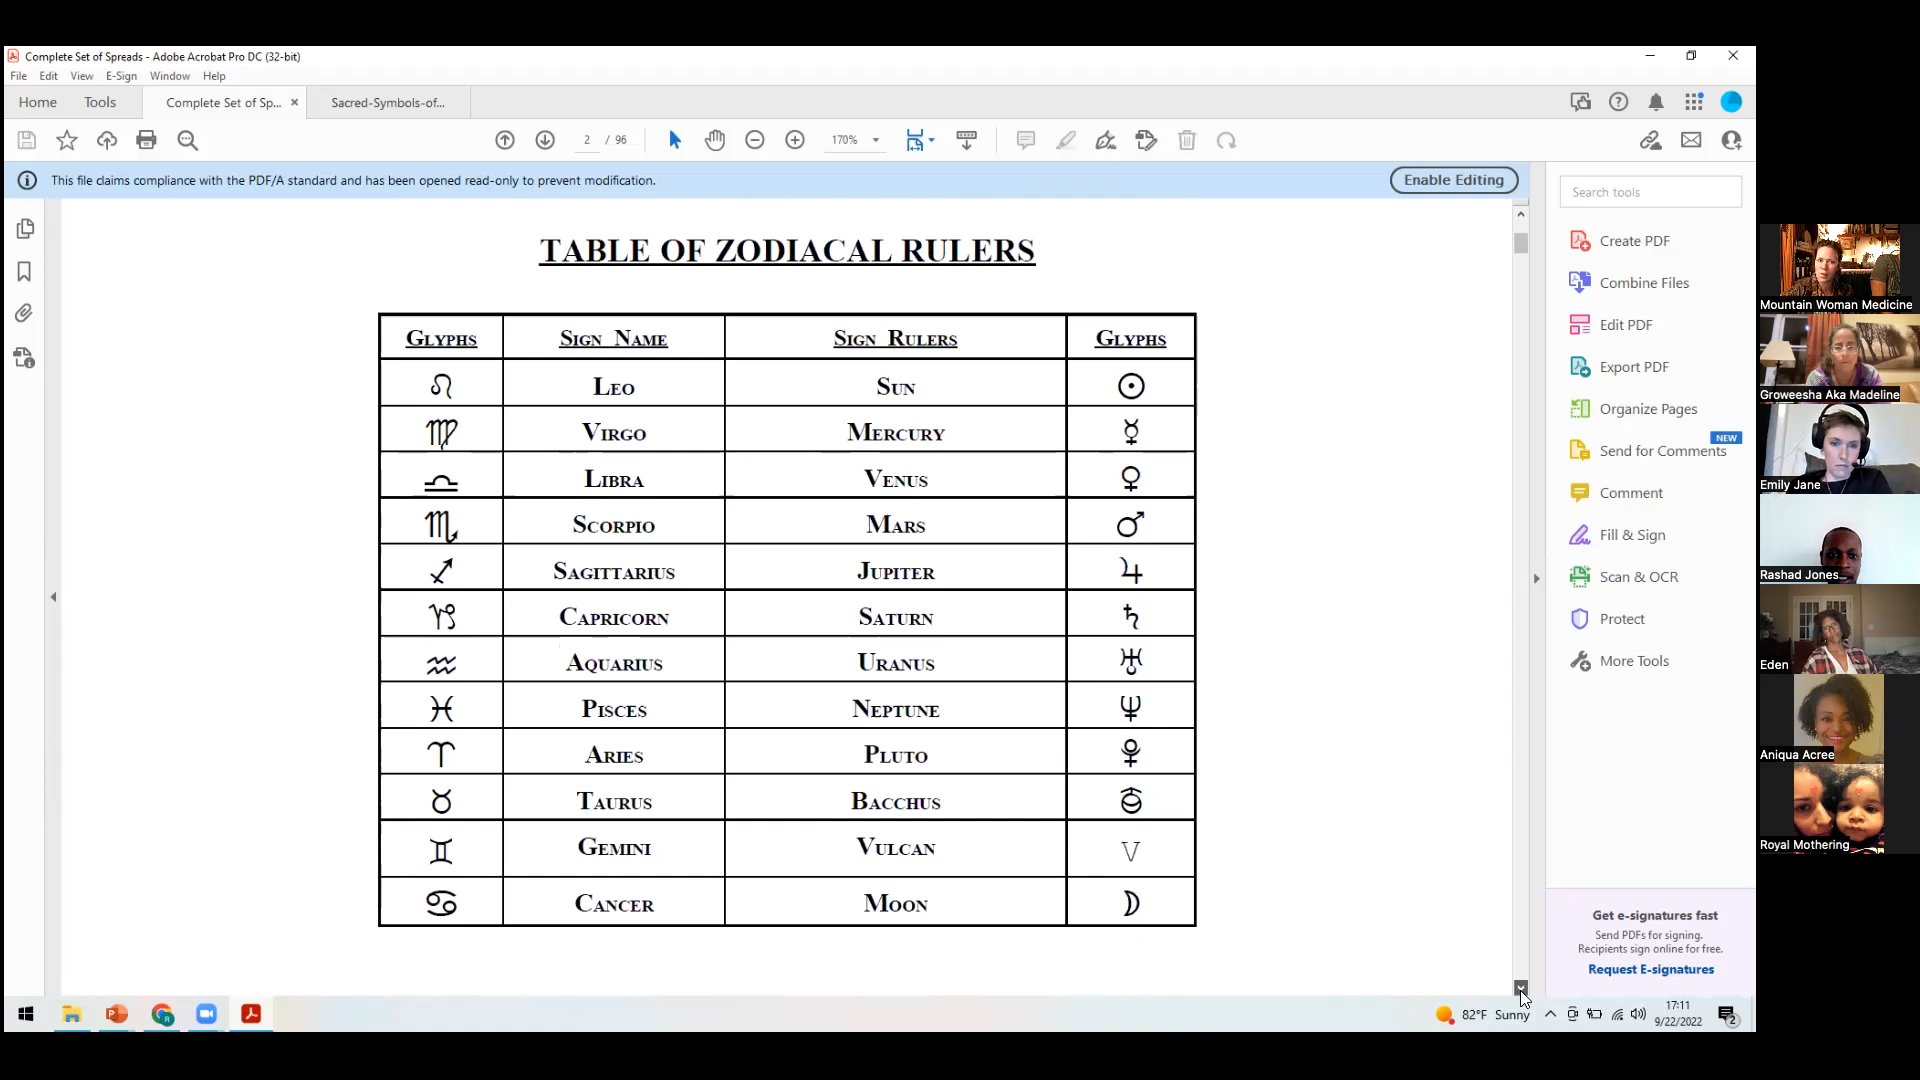 Complete Set of Spreads - Adobe Acrobat Pro DC (32-bit)
File Edit View E-Sign Window Help
Home Tools Complete Set of Sp... × Sacred-Symbols-of...
2 / 96 170%
This file claims compliance with the PDF/A standard and has been opened read-only to prevent modification. Enable Editing
TABLE OF ZODIACAL RULERS
GLYPHS SIGN NAME SIGN RULERS GLYPHS
♌ LEO SUN ☉
♍ VIRGO MERCURY ☿
♎ LIBRA VENUS ♀
♏ SCORPIO MARS ♂
♐ SAGITTARIUS JUPITER ♃
♑ CAPRICORN SATURN ♄
♒ AQUARIUS URANUS ♅
♓ PISCES NEPTUNE ♆
♈ ARIES PLUTO
♉ TAURUS BACCHUS
♊ GEMINI VULCAN V
♋ CANCER MOON ☽
Search tools
Create PDF
Combine Files
Edit PDF
Export PDF
Organize Pages
NEW
Send for Comments
Comment
Fill & Sign
Scan & OCR
Protect
More Tools
Get e-signatures fast
Send PDFs for signing.
Recipients sign online for free.
Request E-signatures
Mountain Woman Medicine
Groweesha Aka Madeline
Emily Jane
Rashad Jones
Eden
Aniqua Acree
Royal Mothering
82°F Sunny
17:11
9/22/2022
2